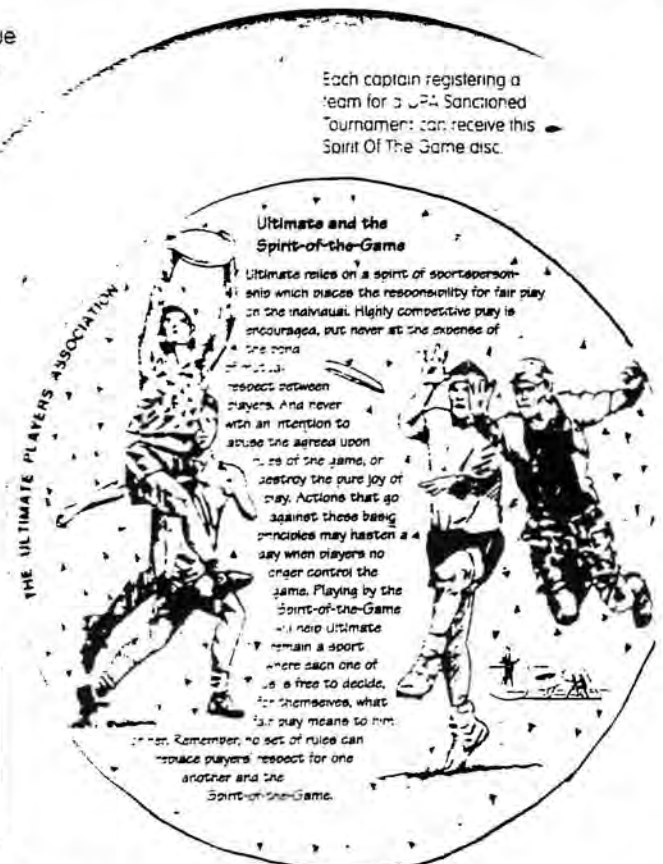 Each captain registering a
team for a UPA Sanctioned
Tournament can receive this
Spirit Of The Game disc.
THE ULTIMATE PLAYERS ASSOCIATION
Ultimate and the
Spirit-of-the-Game
Ultimate relies on a spirit of sportsperson-
ship which places the responsibility for fair play
on the individual. Highly competitive play is
encouraged, but never at the expense of
the bond
of mutual
respect between
players. And never
with an intention to
abuse the agreed upon
rules of the game, or
destroy the pure joy of
play. Actions that go
against these basic
principles may hasten a
day when players no
longer control the
game. Playing by the
Spirit-of-the-Game
will help Ultimate
remain a sport
where each one of
us is free to decide,
for themselves, what
fair play means to him
or her. Remember, no set of rules can
replace players' respect for one
another and the
Spirit-of-the-Game.